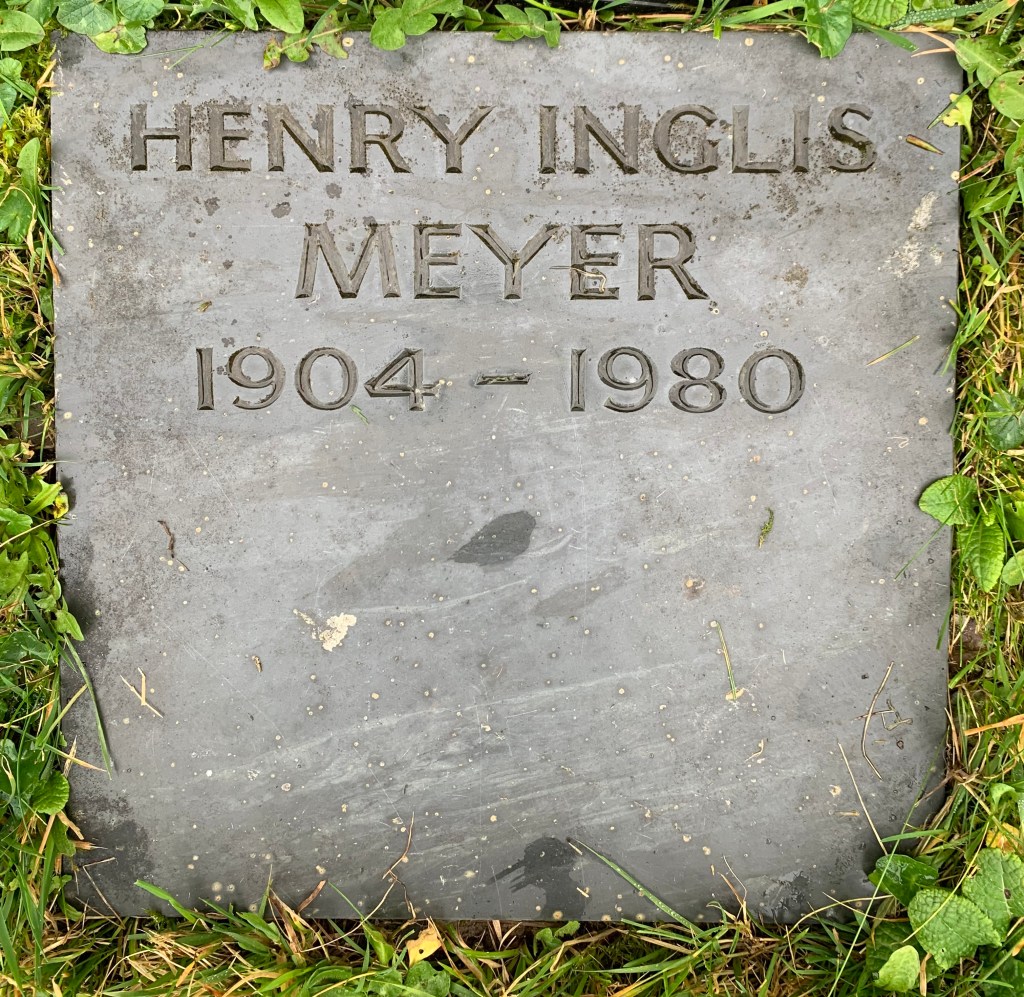 HENRY INGLIS
MEYER
1904 – 1980